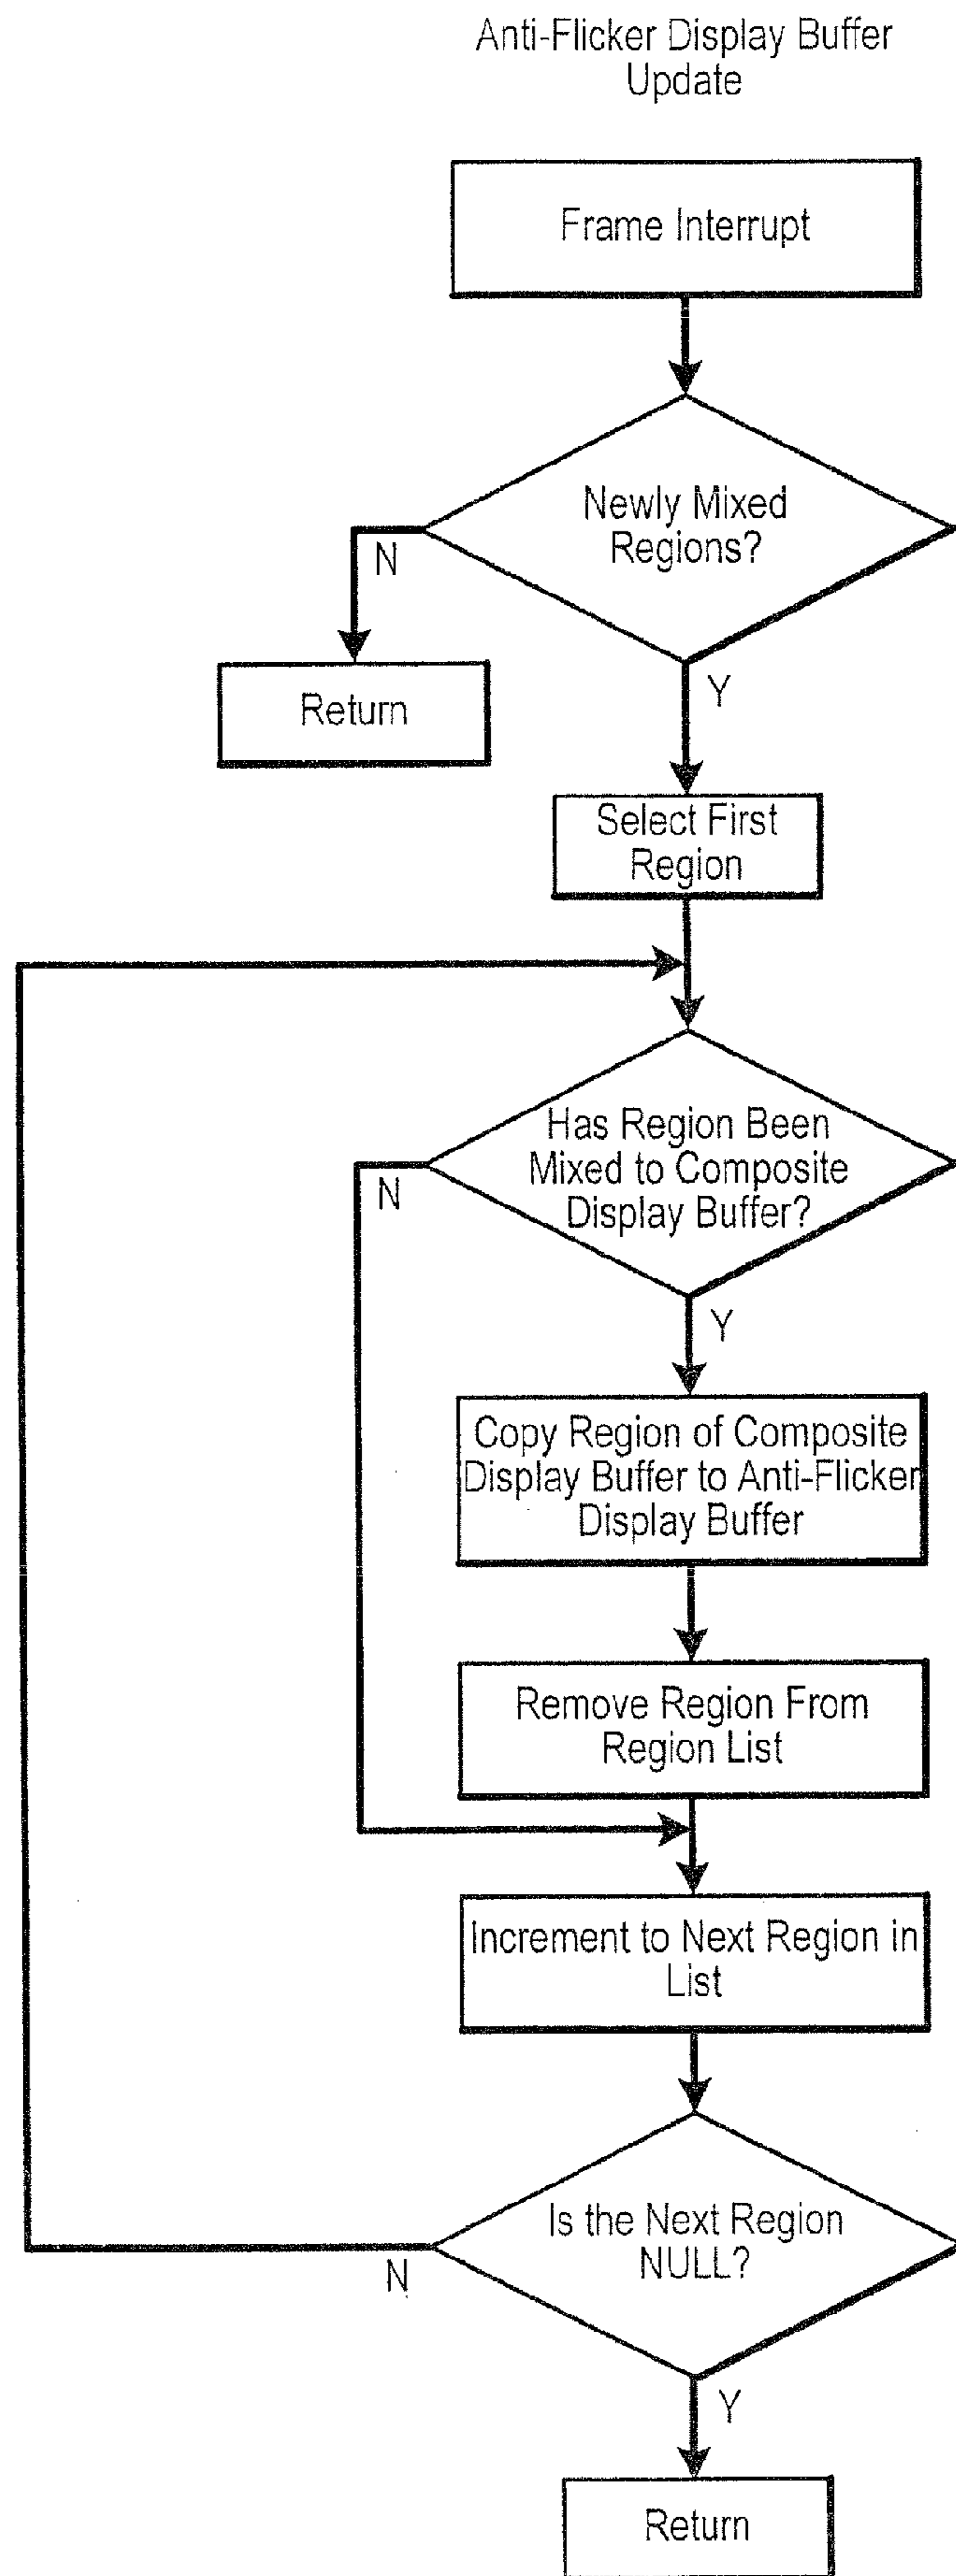 Anti-Flicker Display Buffer
Update
Frame Interrupt
Newly Mixed
Regions?
N
Y
Return
Select First
Region
Has Region Been
Mixed to Composite
Display Buffer?
N
Y
Copy Region of Composite
Display Buffer to Anti-Flicker
Display Buffer
Remove Region From
Region List
Increment to Next Region in
List
Is the Next Region
NULL?
N
Y
Return